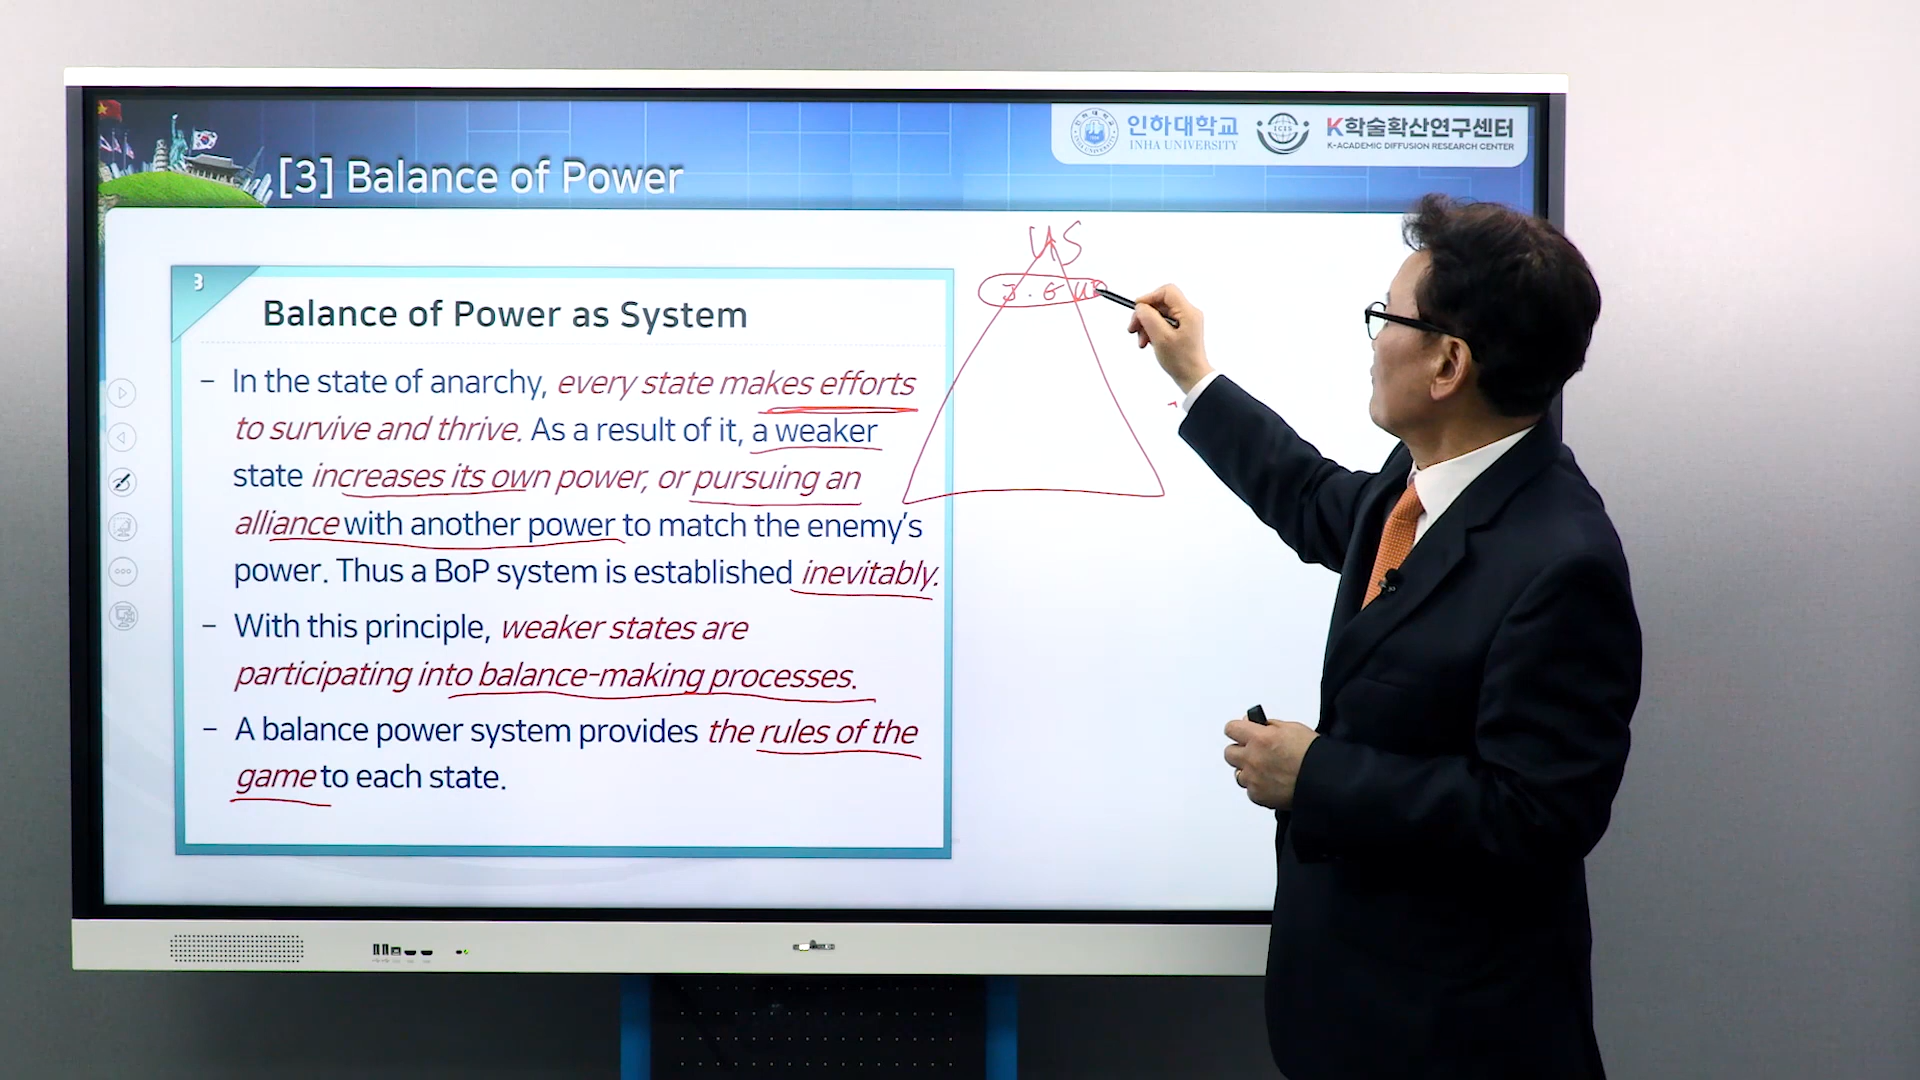 [3] Balance of Power
인하대학교
INHA UNIVERSITY
ICIS
K학술확산연구센터
K-ACADEMIC DIFFUSION RESEARCH CENTER
3
Balance of Power as System
– In the state of anarchy, every state makes efforts
to survive and thrive. As a result of it, a weaker
state increases its own power, or pursuing an
alliance with another power to match the enemy's
power. Thus a BoP system is established inevitably.
– With this principle, weaker states are
participating into balance-making processes.
– A balance power system provides the rules of the
game to each state.
US
J . G